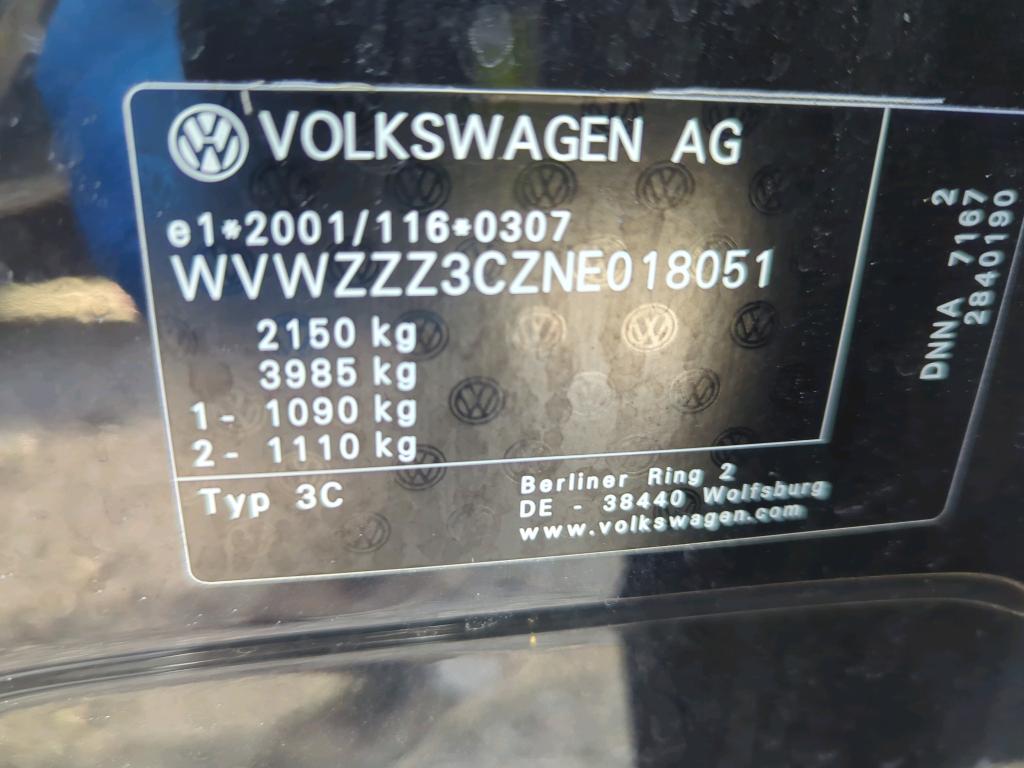 VOLKSWAGEN AG
e1*2001/116*0307
WVWZZZ3CZNE018051
2150 kg
3985 kg
1- 1090 kg
2- 1110 kg
Typ 3C
Berliner Ring 2
DE - 38440 Wolfsburg
www.volkswagen.com
2
DNNA 7167
2840190